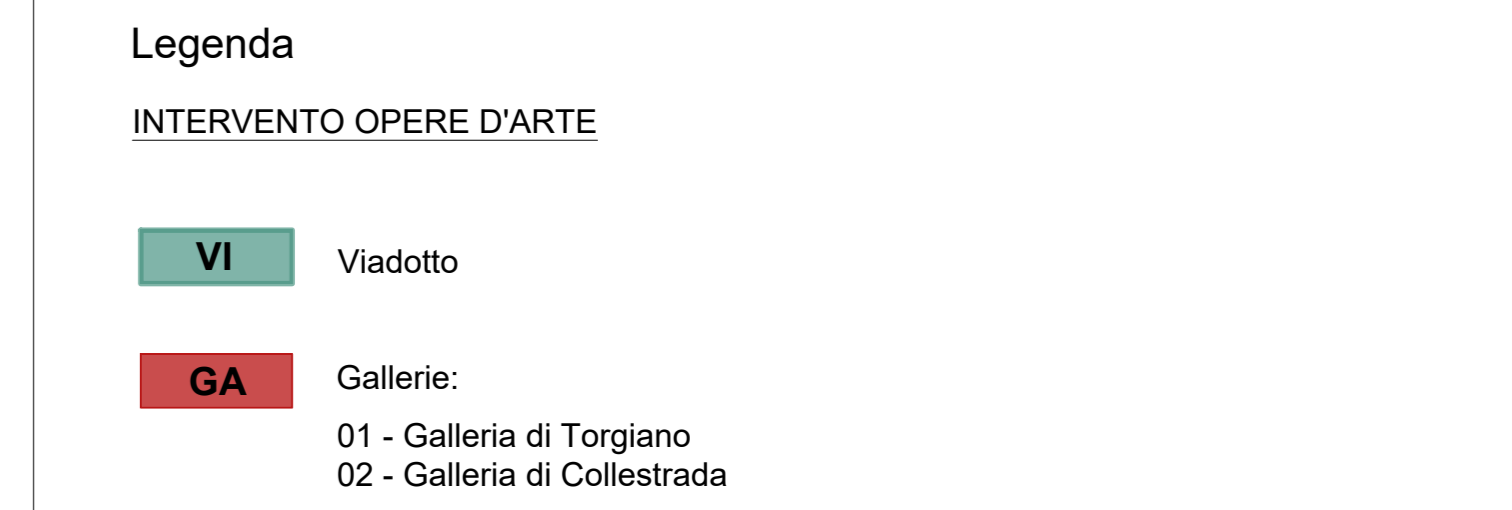 Legenda
INTERVENTO OPERE D'ARTE
VI Viadotto
GA Gallerie:
01 - Galleria di Torgiano
02 - Galleria di Collestrada